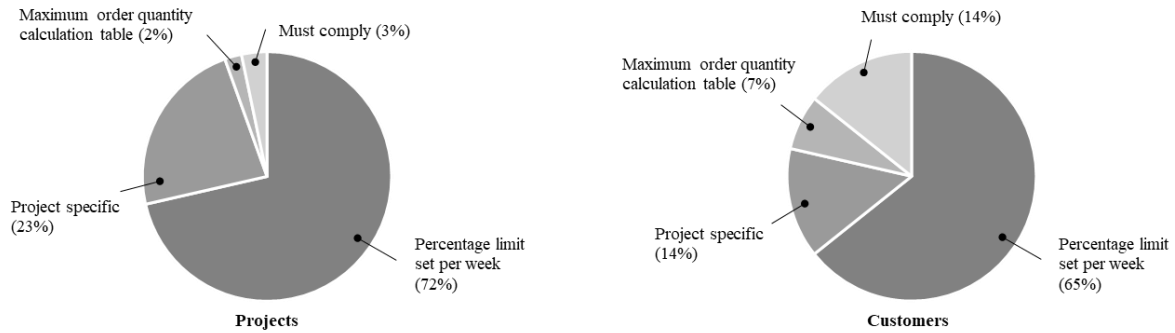 Maximum order quantity
calculation table (2%)
Must comply (3%)
Project specific
(23%)
Percentage limit
set per week
(72%)
Projects
Must comply (14%)
Maximum order quantity
calculation table (7%)
Project specific
(14%)
Percentage limit
set per week
(65%)
Customers